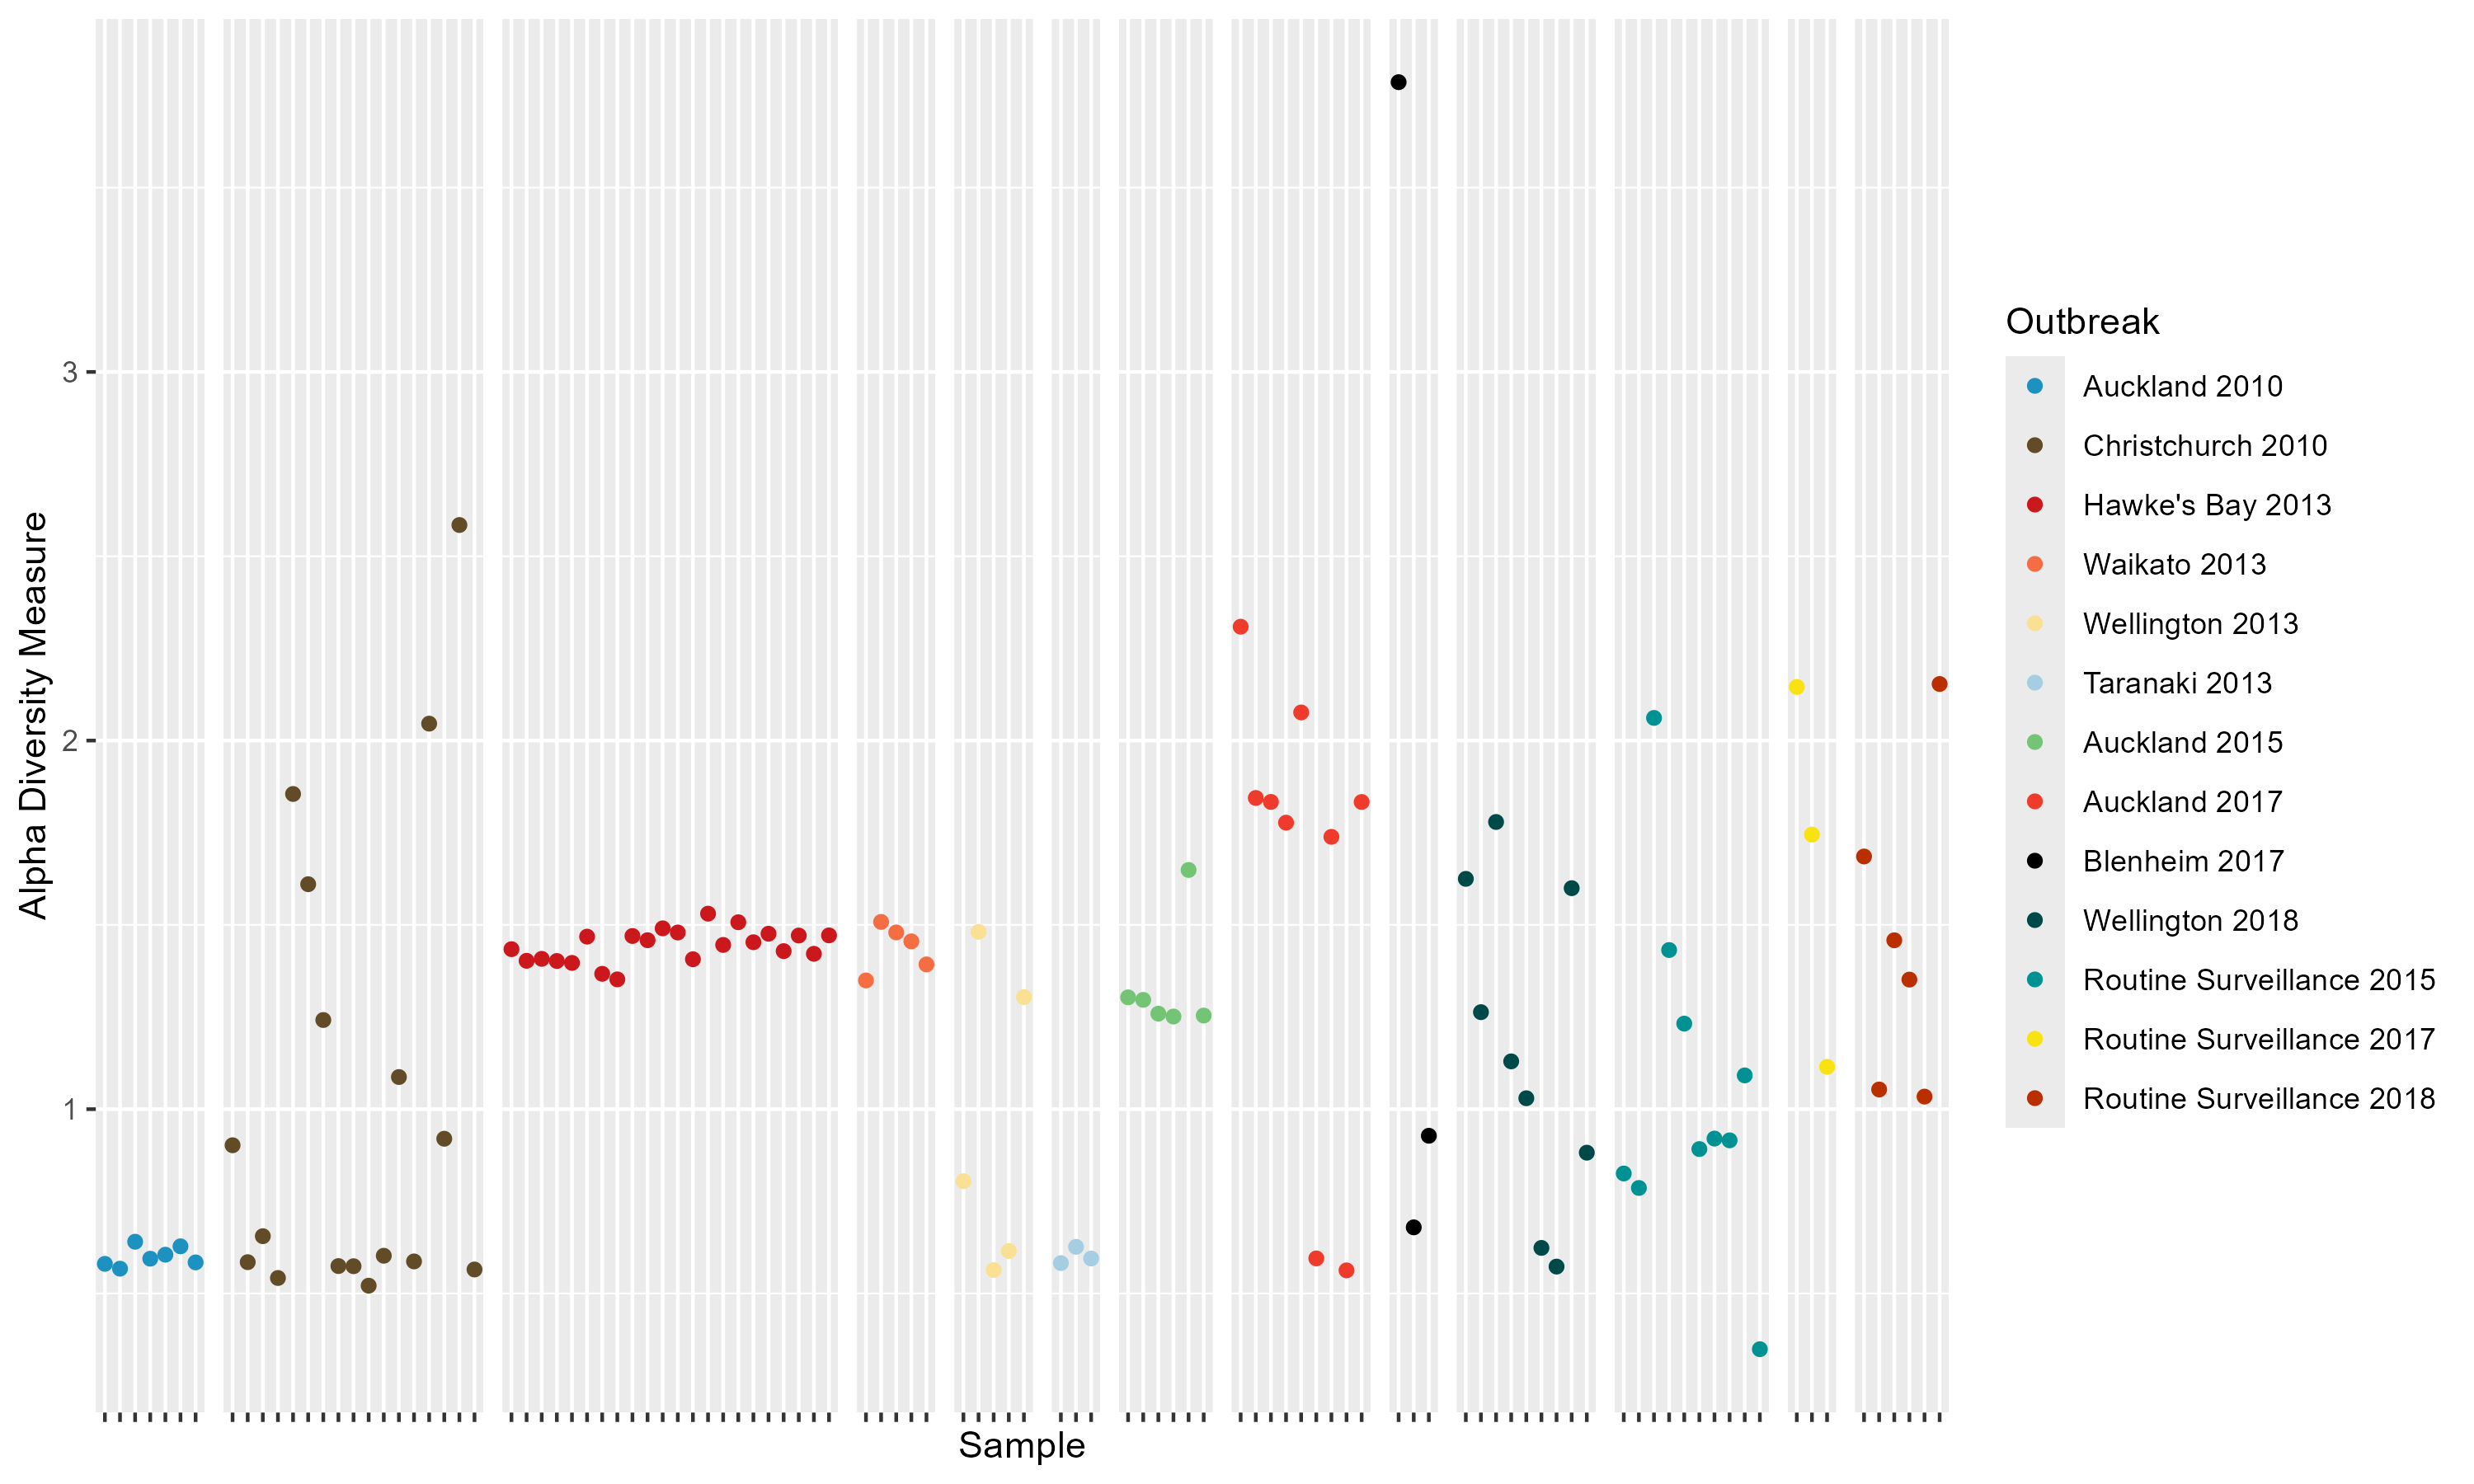 Alpha Diversity Measure
3
2
1
Sample
Outbreak
Auckland 2010
Christchurch 2010
Hawke's Bay 2013
Waikato 2013
Wellington 2013
Taranaki 2013
Auckland 2015
Auckland 2017
Blenheim 2017
Wellington 2018
Routine Surveillance 2015
Routine Surveillance 2017
Routine Surveillance 2018